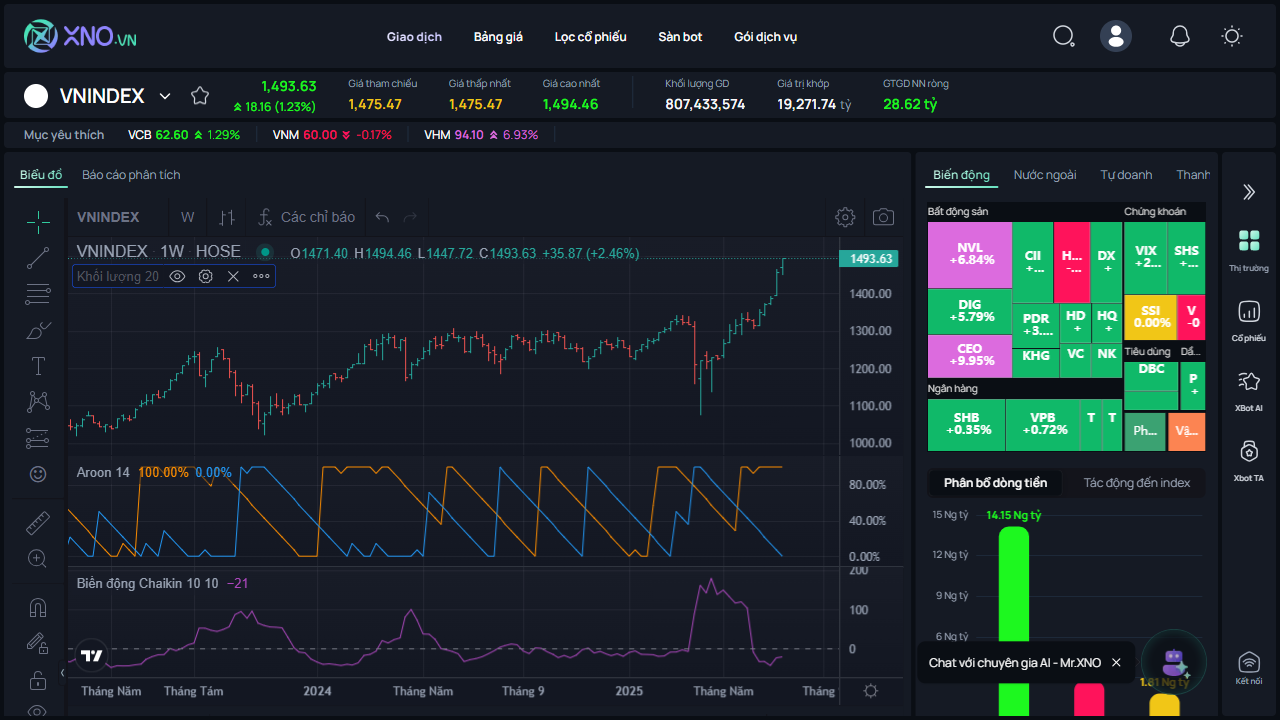 XNO.VN
Giao dịch Bảng giá Lọc cổ phiếu Sàn bot Gói dịch vụ
VNINDEX
1,493.63
18.16 (1.23%)
Giá tham chiếu Giá thấp nhất Giá cao nhất Khối lượng GD Giá trị khớp GTGD NN ròng
1,475.47 1,475.47 1,494.46 807,433,574 19,271.74 tỷ 28.62 tỷ
Mục yêu thích VCB 62.60 1.29% VNM 60.00 -0.17% VHM 94.10 6.93%
Biểu đồ Báo cáo phân tích
VNINDEX W Các chỉ báo
VNINDEX 1W HOSE O1471.40 H1494.46 L1447.72 C1493.63 +35.87 (+2.46%)
Khối lượng 20
1493.63
1400.00
1300.00
1200.00
1100.00
1000.00
Aroon 14 100.00% 0.00%
80.00%
40.00%
0.00%
Biến động Chaikin 10 10 −21
200
100
0
Tháng Năm Tháng Tám 2024 Tháng Năm Tháng 9 2025 Tháng Năm Tháng
Biến động Nước ngoài Tự doanh Thanh
Bất động sản Chứng khoán
NVL
+6.84%
CII
+...
H...
-...
DX
+
VIX
+2...
SHS
+...
DIG
+5.79%
PDR
+3....
HD
+
HQ
+
SSI
0.00%
V
-0
CEO
+9.95%
KHG VC NK
Tiêu dùng Dầ...
DBC
P
+
Ngân hàng
SHB
+0.35%
VPB
+0.72%
T T
Ph... Vậ...
Phân bổ dòng tiền Tác động đến index
15 Ng tỷ 14.15 Ng tỷ
12 Ng tỷ
9 Ng tỷ
6 Ng tỷ
Chat với chuyên gia AI - Mr.XNO
1.81 Ng tỷ
Thị trường
Cổ phiếu
XBot AI
Xbot TA
Kết nối